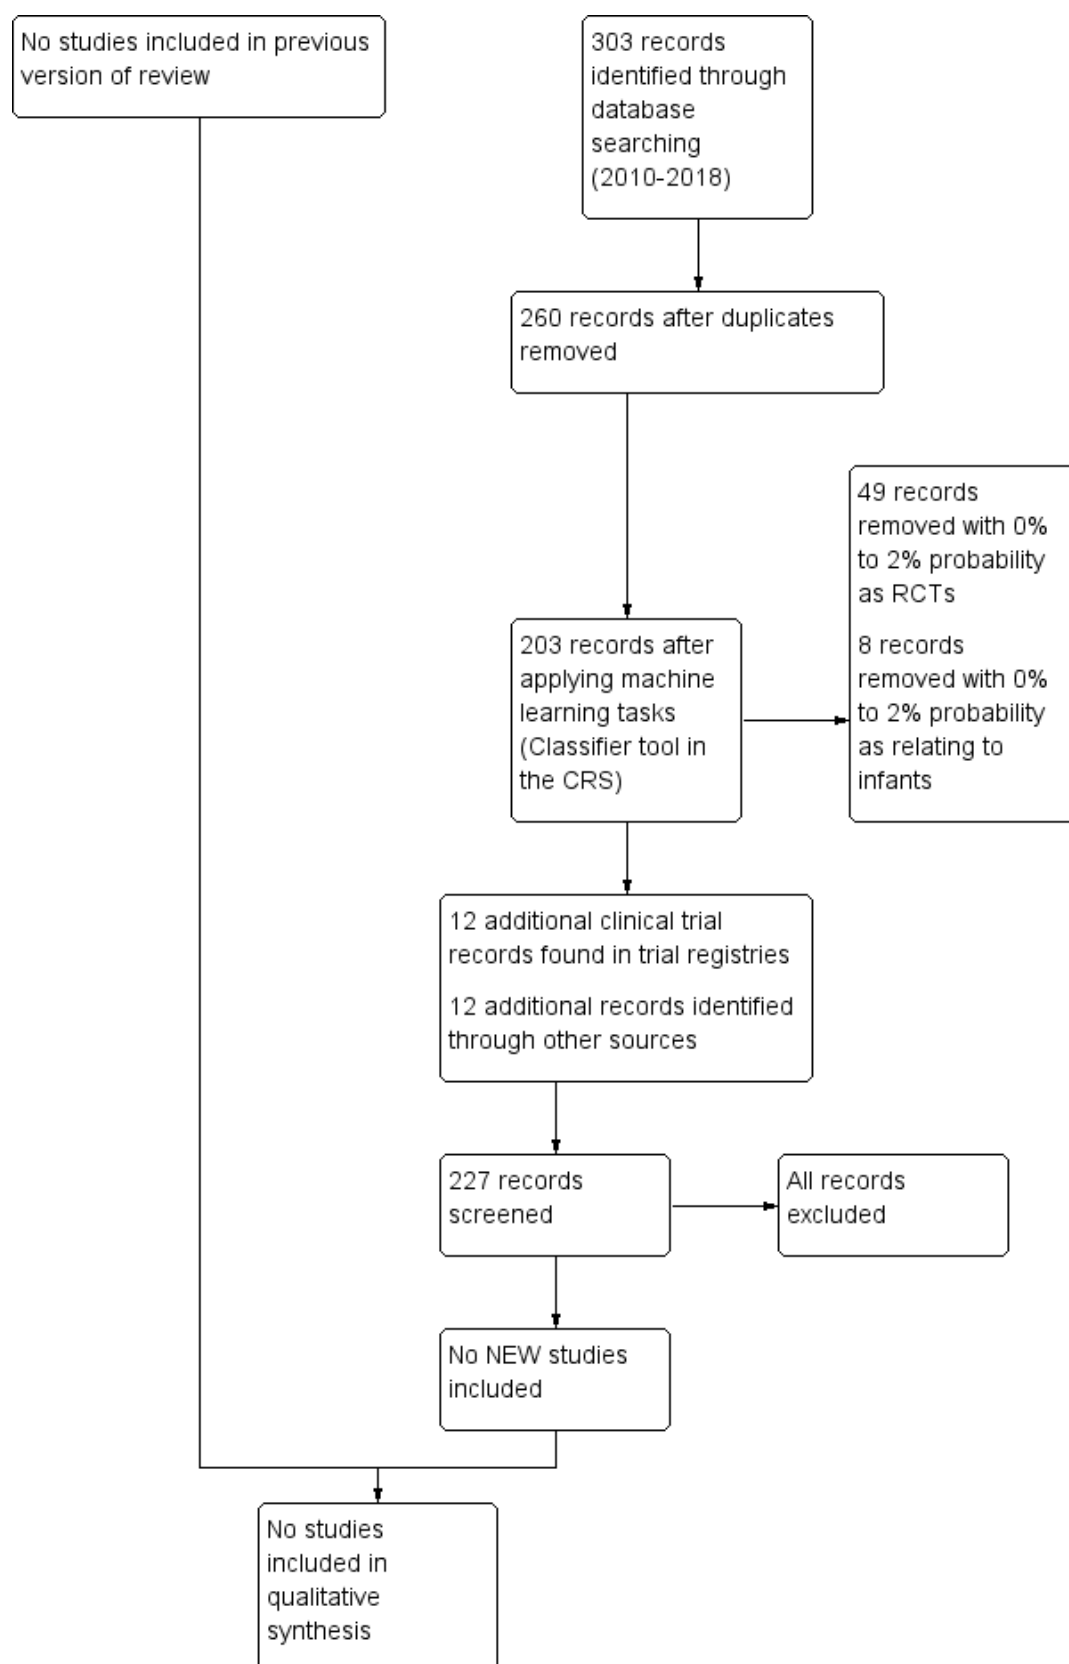 No studies included in previous
version of review
303 records
identified through
database
searching
(2010-2018)
260 records after duplicates
removed
49 records
removed with 0%
to 2% probability
as RCTs
8 records
removed with 0%
to 2% probability
as relating to
infants
203 records after
applying machine
learning tasks
(Classifier tool in
the CRS)
12 additional clinical trial
records found in trial registries
12 additional records identified
through other sources
227 records
screened
All records
excluded
No NEW studies
included
No studies
included in
qualitative
synthesis